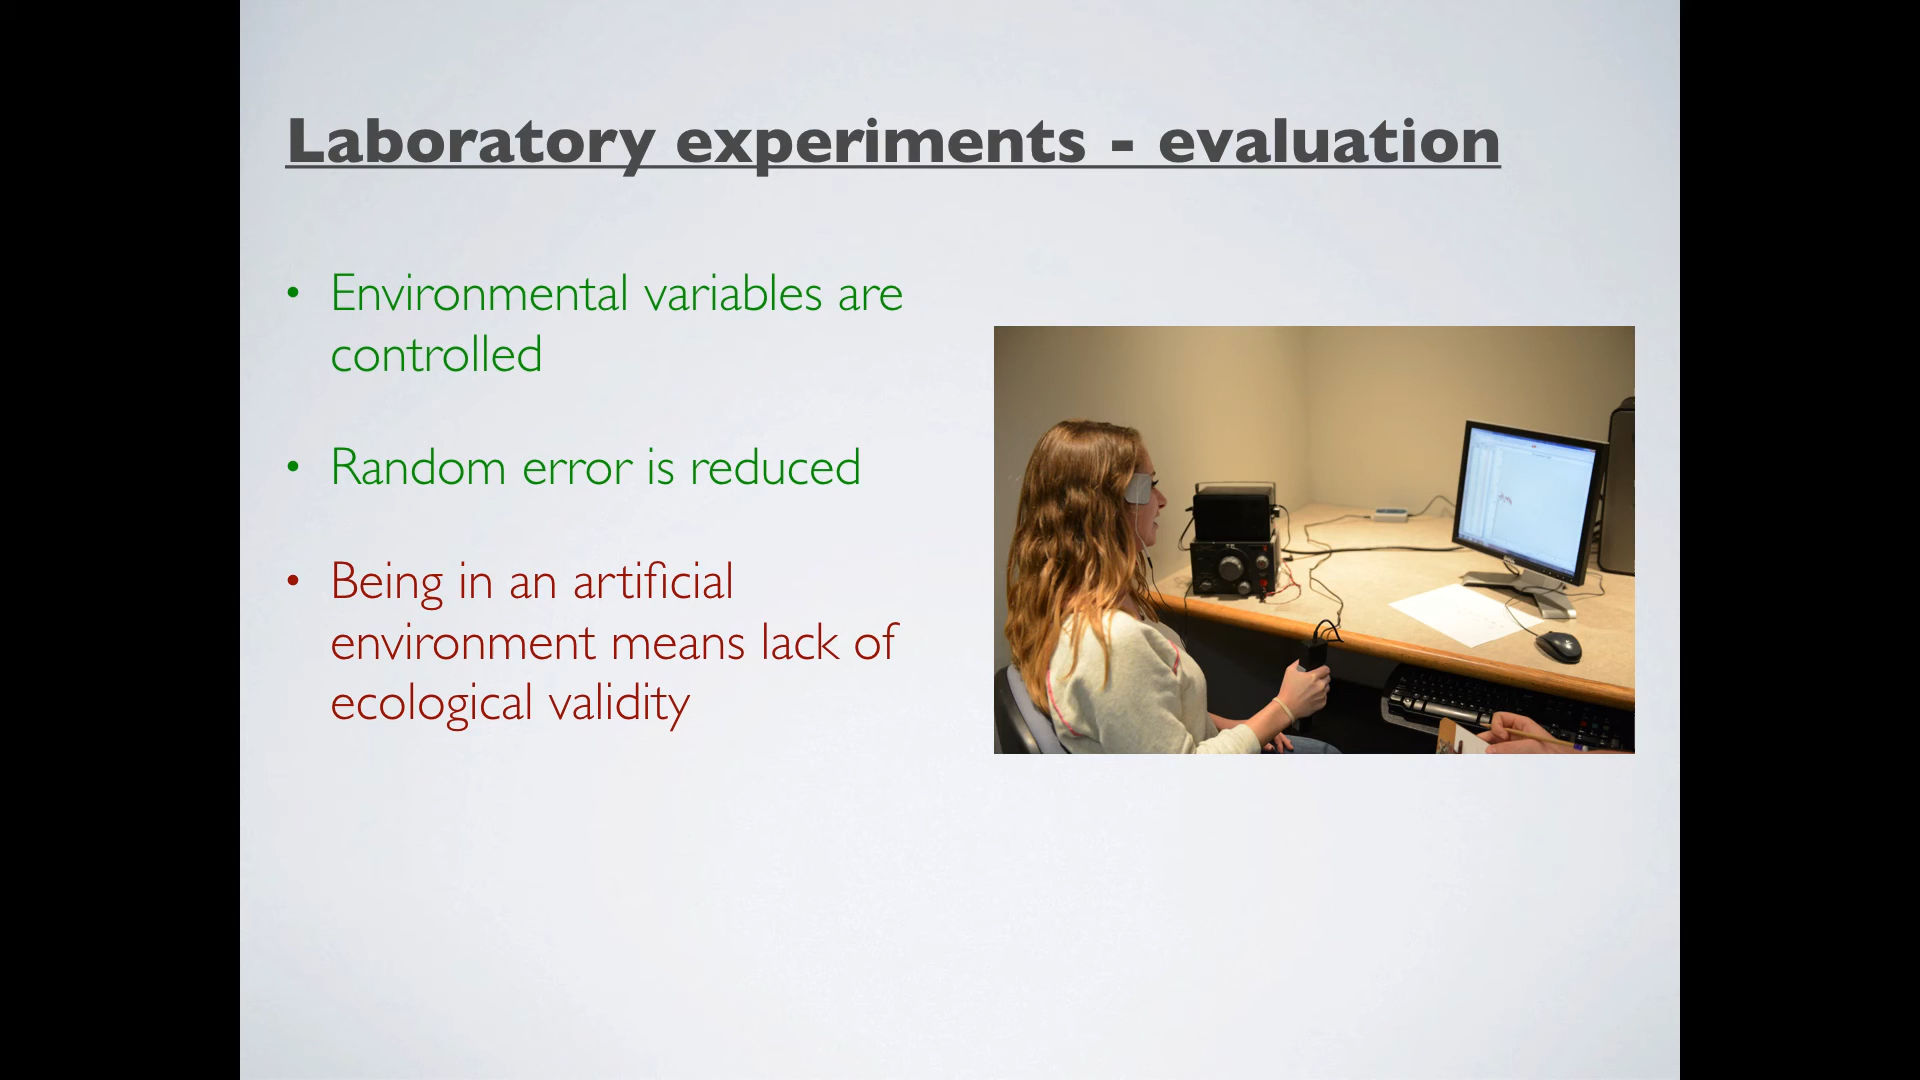 Laboratory experiments - evaluation
• Environmental variables are
controlled
• Random error is reduced
• Being in an artificial
environment means lack of
ecological validity